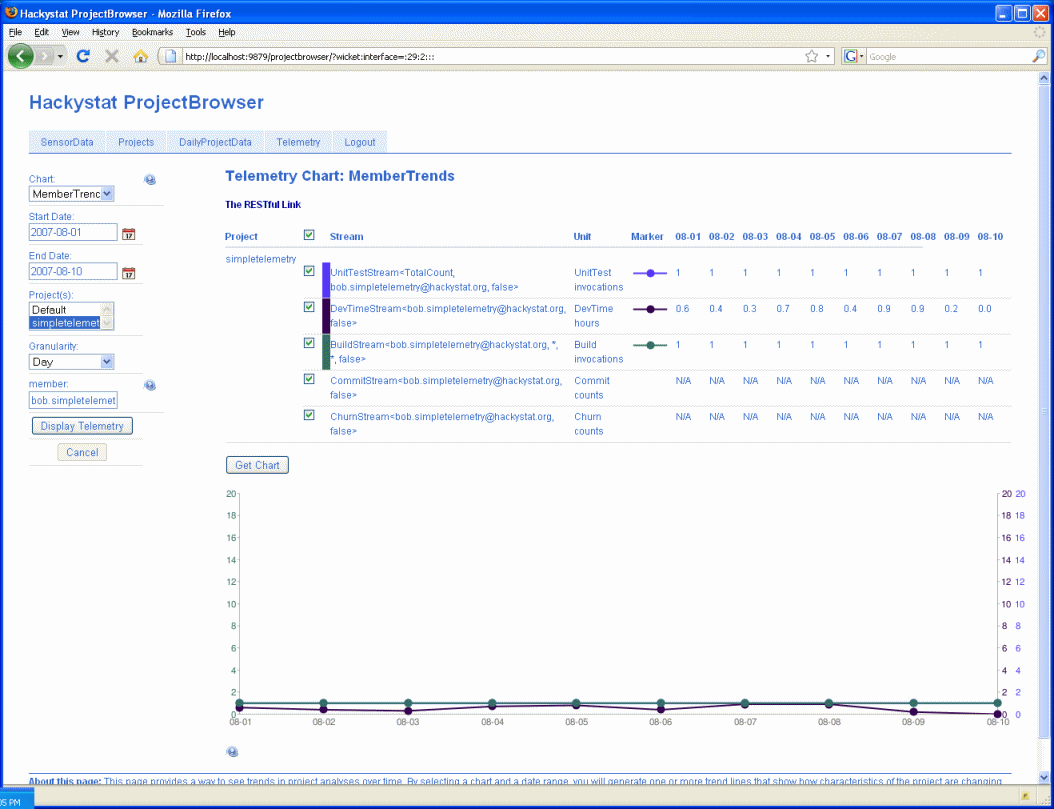 Hackystat ProjectBrowser - Mozilla Firefox
File Edit View History Bookmarks Tools Help
http://localhost:9879/projectbrowser/?wicket:interface=:29:2::: Google
Hackystat ProjectBrowser
SensorData Projects DailyProjectData Telemetry Logout
Chart:
MemberTrenc
Start Date:
2007-08-01
End Date:
2007-08-10
Project(s):
Default
simpletelemet
Granularity:
Day
member:
bob.simpletelemet
Display Telemetry
Cancel
Telemetry Chart: MemberTrends
The RESTful Link
Project Stream Unit Marker 08-01 08-02 08-03 08-04 08-05 08-06 08-07 08-08 08-09 08-10
simpletelemetry
UnitTestStream<TotalCount, UnitTest 1 1 1 1 1 1 1 1 1 1
bob.simpletelemetry@hackystat.org, false> invocations
DevTimeStream<bob.simpletelemetry@hackystat.org, DevTime 0.6 0.4 0.3 0.7 0.8 0.4 0.9 0.9 0.2 0.0
false> hours
BuildStream<bob.simpletelemetry@hackystat.org, *, Build 1 1 1 1 1 1 1 1 1 1
*, false> invocations
CommitStream<bob.simpletelemetry@hackystat.org, Commit N/A N/A N/A N/A N/A N/A N/A N/A N/A N/A
false> counts
ChurnStream<bob.simpletelemetry@hackystat.org, Churn N/A N/A N/A N/A N/A N/A N/A N/A N/A N/A
false> counts
Get Chart
20 20 20
18 18 18
16 16 16
14 14 14
12 12 12
10 10 10
8 8 8
6 6 6
4 4 4
2 2 2
0 0 0
08-01 08-02 08-03 08-04 08-05 08-06 08-07 08-08 08-09 08-10
About this page: This page provides a way to see trends in project analyses over time. By selecting a chart and a date range, you will generate one or more trend lines that show how characteristics of the project are changing
05 PM